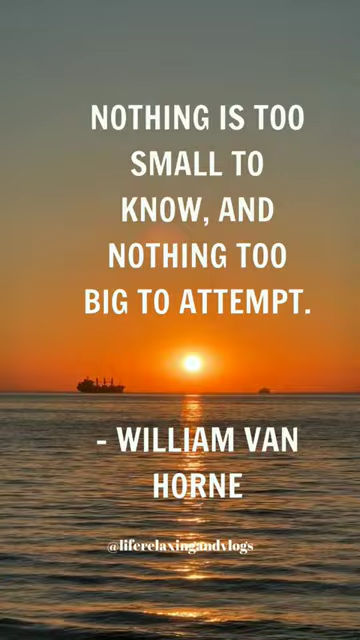 NOTHING IS TOO
SMALL TO
KNOW, AND
NOTHING TOO
BIG TO ATTEMPT.
- WILLIAM VAN
HORNE
@liferelaxingandvlogs